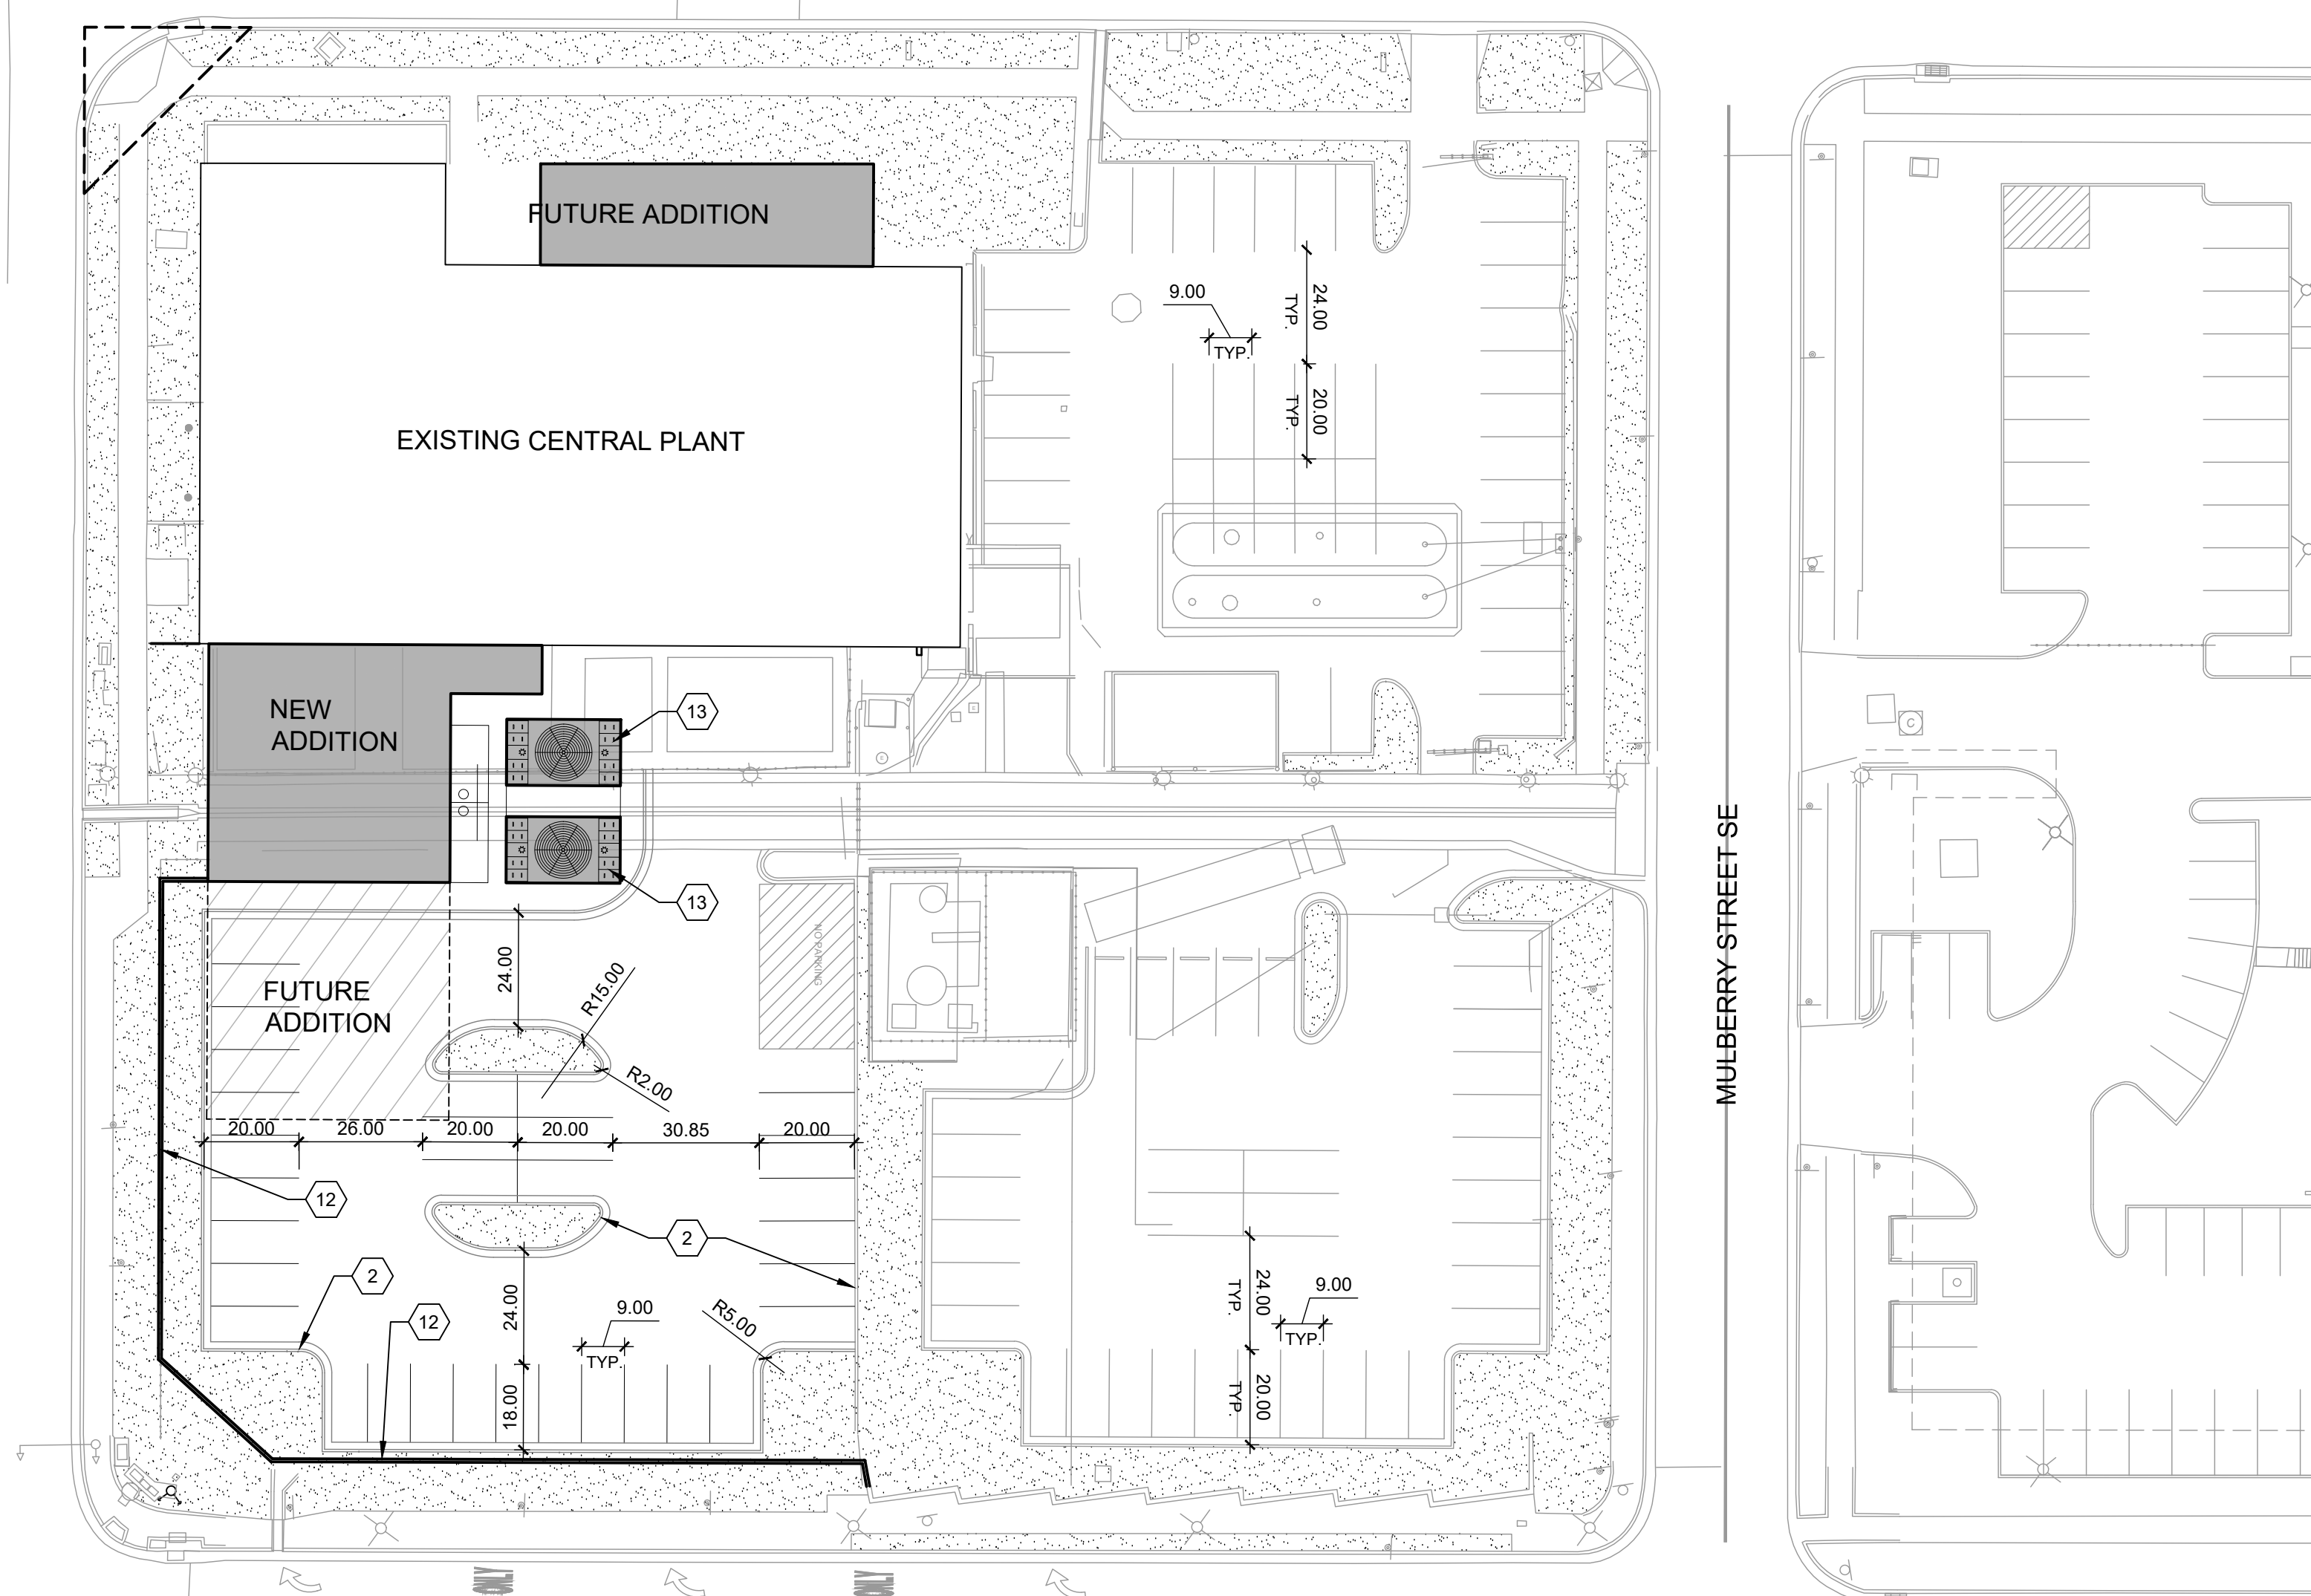 FUTURE ADDITION
9.00
TYP.
24.00
TYP.
20.00
TYP.
EXISTING CENTRAL PLANT
NEW
ADDITION
13
13
MULBERRY STREET SE
NO PARKING
24.00
R15.00
FUTURE
ADDITION
R2.00
20.00
26.00
20.00
20.00
30.85
20.00
12
2
2
12
24.00
9.00
TYP.
R5.00
18.00
24.00
TYP.
9.00
TYP.
20.00
TYP.